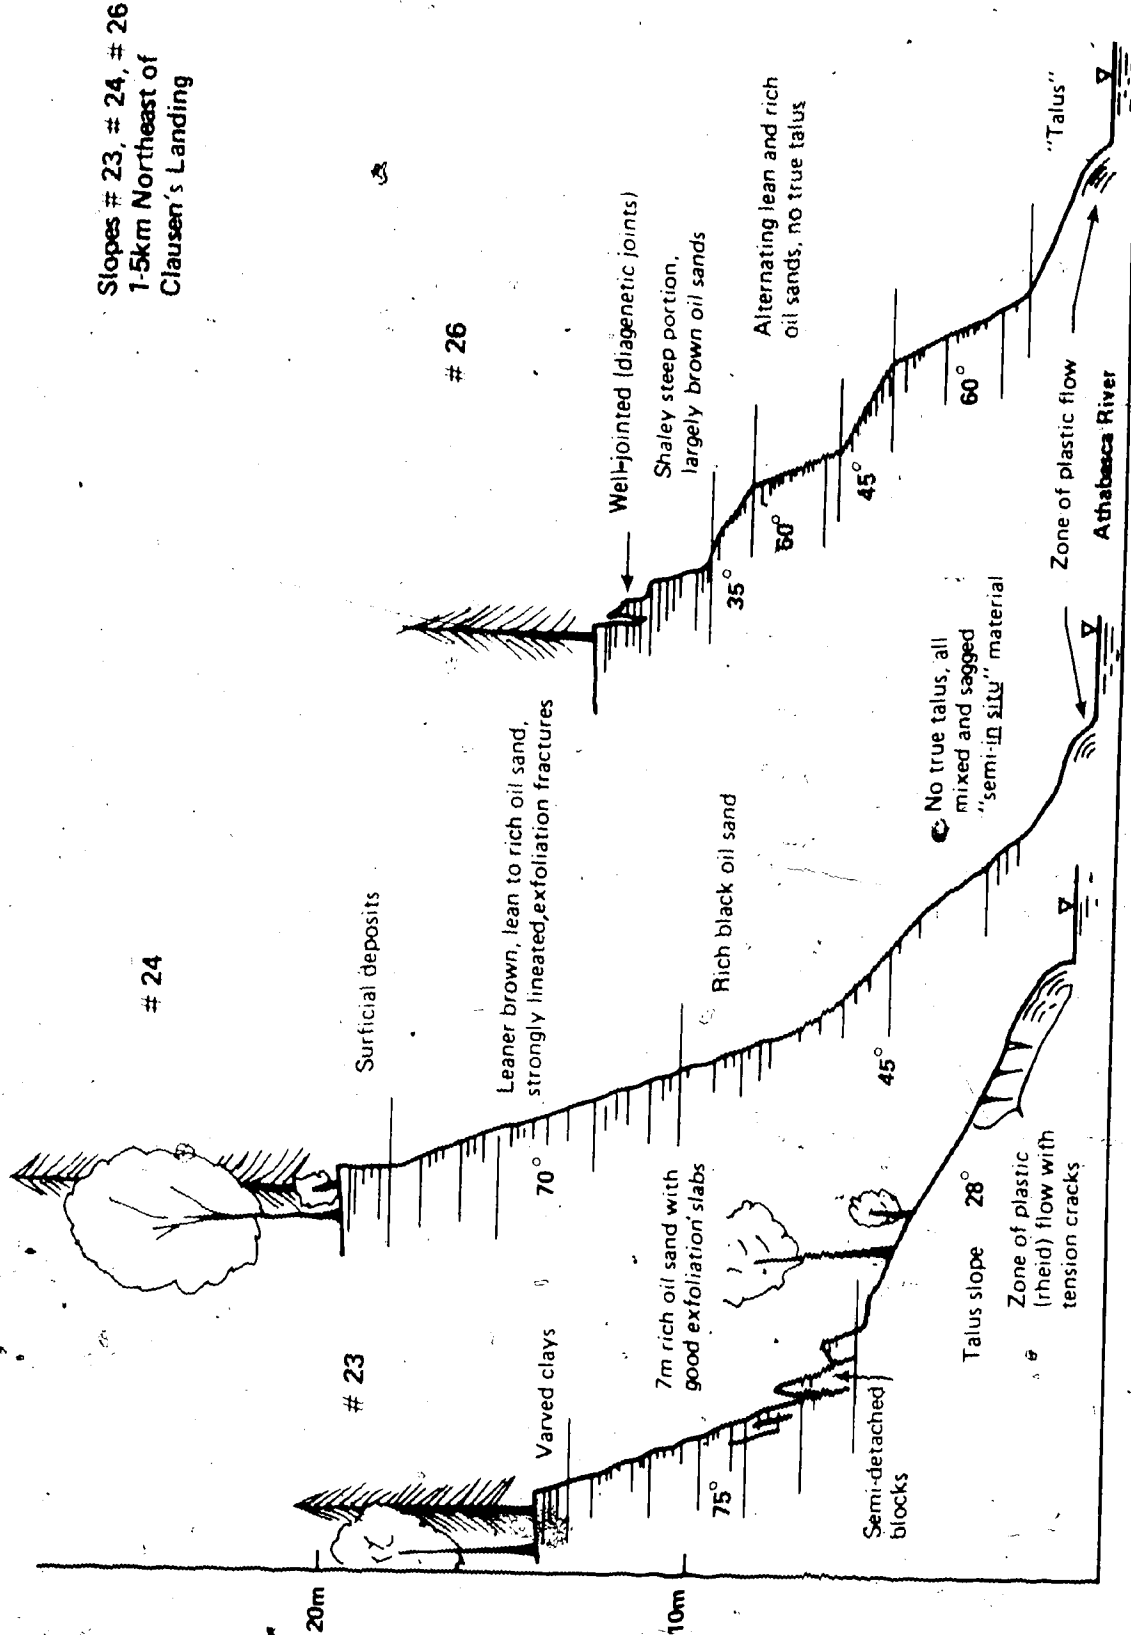 Slopes # 23, # 24, # 26
1-5km Northeast of
Clausen's Landing
# 23
Varved clays
7m rich oil sand with
good exfoliation slabs
75°
Semi-detached
blocks
Talus slope 28°
Zone of plastic
(rheid) flow with
tension cracks
# 24
Surficial deposits
Leaner brown, lean to rich oil sand,
strongly lineated, exfoliation fractures
70°
Rich black oil sand
45°
No true talus, all
mixed and sagged
"semi-in situ" material
# 26
Well-jointed (diagenetic joints)
Shaley steep portion,
largely brown oil sands
35°
60°
Alternating lean and rich
oil sands, no true talus
45°
60°
"Talus"
Zone of plastic flow
Athabasca River
20m
10m